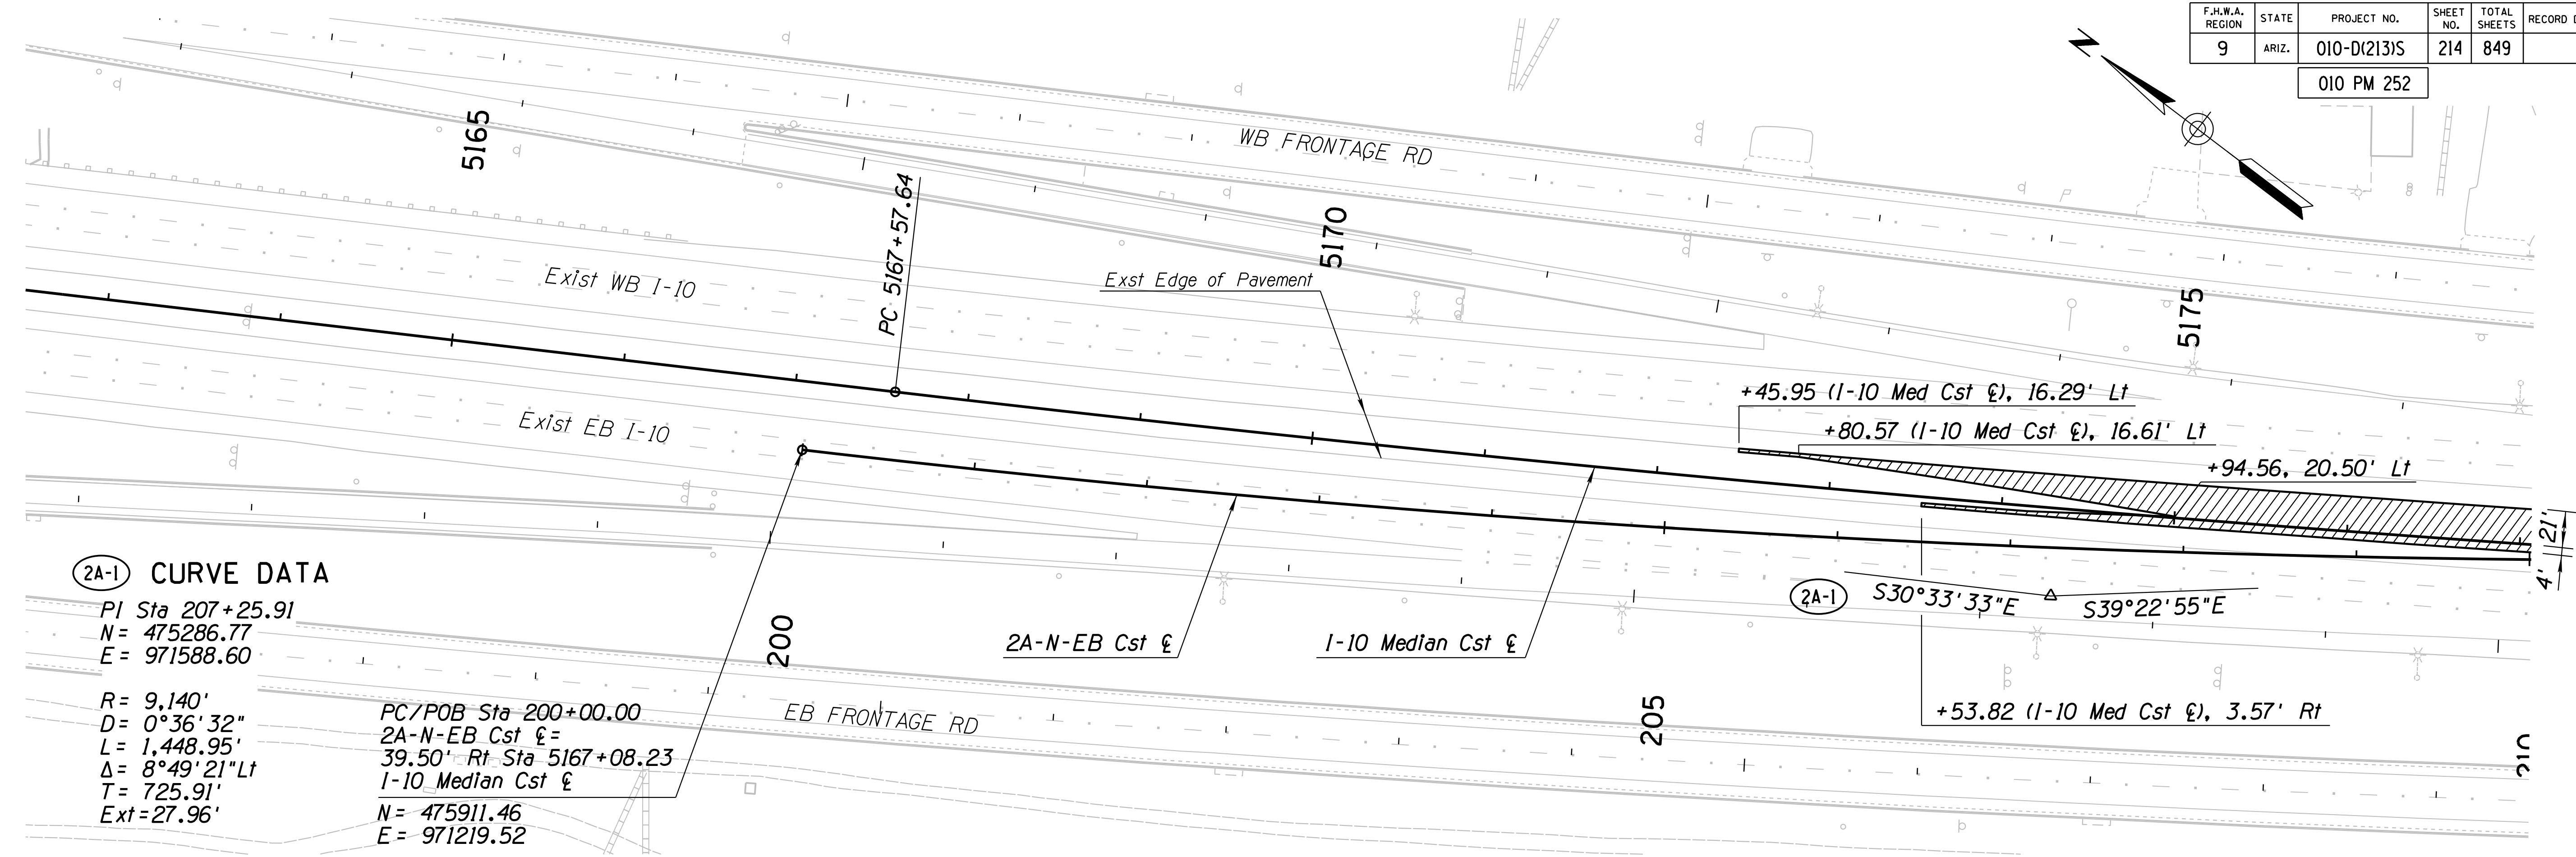 F.H.W.A. REGION
STATE
PROJECT NO.
SHEET NO.
TOTAL SHEETS
RECORD D
9
ARIZ.
010-D(213)S
214
849
010 PM 252
N
5165
WB FRONTAGE RD
PC 5167+57.64
5170
Exist WB I-10
Exst Edge of Pavement
5175
+45.95 (I-10 Med Cst ℄), 16.29' Lt
Exist EB I-10
+80.57 (I-10 Med Cst ℄), 16.61' Lt
+94.56, 20.50' Lt
21'
4'
2A-1 CURVE DATA
PI Sta 207+25.91
N= 475286.77
E= 971588.60
R= 9,140'
D= 0°36'32"
L= 1,448.95'
Δ= 8°49'21"Lt
T= 725.91'
Ext=27.96'
200
2A-N-EB Cst ℄
I-10 Median Cst ℄
2A-1
S30°33'33"E
S39°22'55"E
PC/POB Sta 200+00.00
2A-N-EB Cst ℄=
39.50' Rt Sta 5167+08.23
I-10 Median Cst ℄
N= 475911.46
E= 971219.52
EB FRONTAGE RD
205
+53.82 (I-10 Med Cst ℄), 3.57' Rt
210